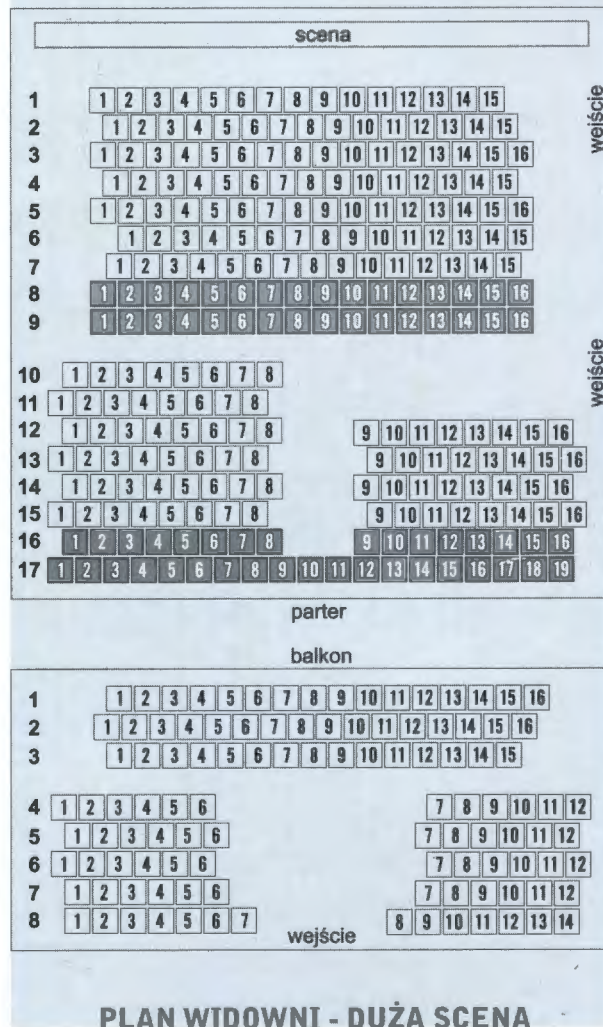 scena
wejście
1 1 2 3 4 5 6 7 8 9 10 11 12 13 14 15
2 1 2 3 4 5 6 7 8 9 10 11 12 13 14 15
3 1 2 3 4 5 6 7 8 9 10 11 12 13 14 15 16
4 1 2 3 4 5 6 7 8 9 10 11 12 13 14 15
5 1 2 3 4 5 6 7 8 9 10 11 12 13 14 15 16
6 1 2 3 4 5 6 7 8 9 10 11 12 13 14 15
7 1 2 3 4 5 6 7 8 9 10 11 12 13 14 15
8 1 2 3 4 5 6 7 8 9 10 11 12 13 14 15 16
9 1 2 3 4 5 6 7 8 9 10 11 12 13 14 15 16
wejście
10 1 2 3 4 5 6 7 8
11 1 2 3 4 5 6 7 8
12 1 2 3 4 5 6 7 8 9 10 11 12 13 14 15 16
13 1 2 3 4 5 6 7 8 9 10 11 12 13 14 15 16
14 1 2 3 4 5 6 7 8 9 10 11 12 13 14 15 16
15 1 2 3 4 5 6 7 8 9 10 11 12 13 14 15 16
16 1 2 3 4 5 6 7 8 9 10 11 12 13 14 15 16
17 1 2 3 4 5 6 7 8 9 10 11 12 13 14 15 16 17 18 19
parter
balkon
1 1 2 3 4 5 6 7 8 9 10 11 12 13 14 15 16
2 1 2 3 4 5 6 7 8 9 10 11 12 13 14 15 16
3 1 2 3 4 5 6 7 8 9 10 11 12 13 14 15
4 1 2 3 4 5 6 7 8 9 10 11 12
5 1 2 3 4 5 6 7 8 9 10 11 12
6 1 2 3 4 5 6 7 8 9 10 11 12
7 1 2 3 4 5 6 7 8 9 10 11 12
8 1 2 3 4 5 6 7 8 9 10 11 12 13 14
wejście
PLAN WIDOWNI - DUŻA SCENA